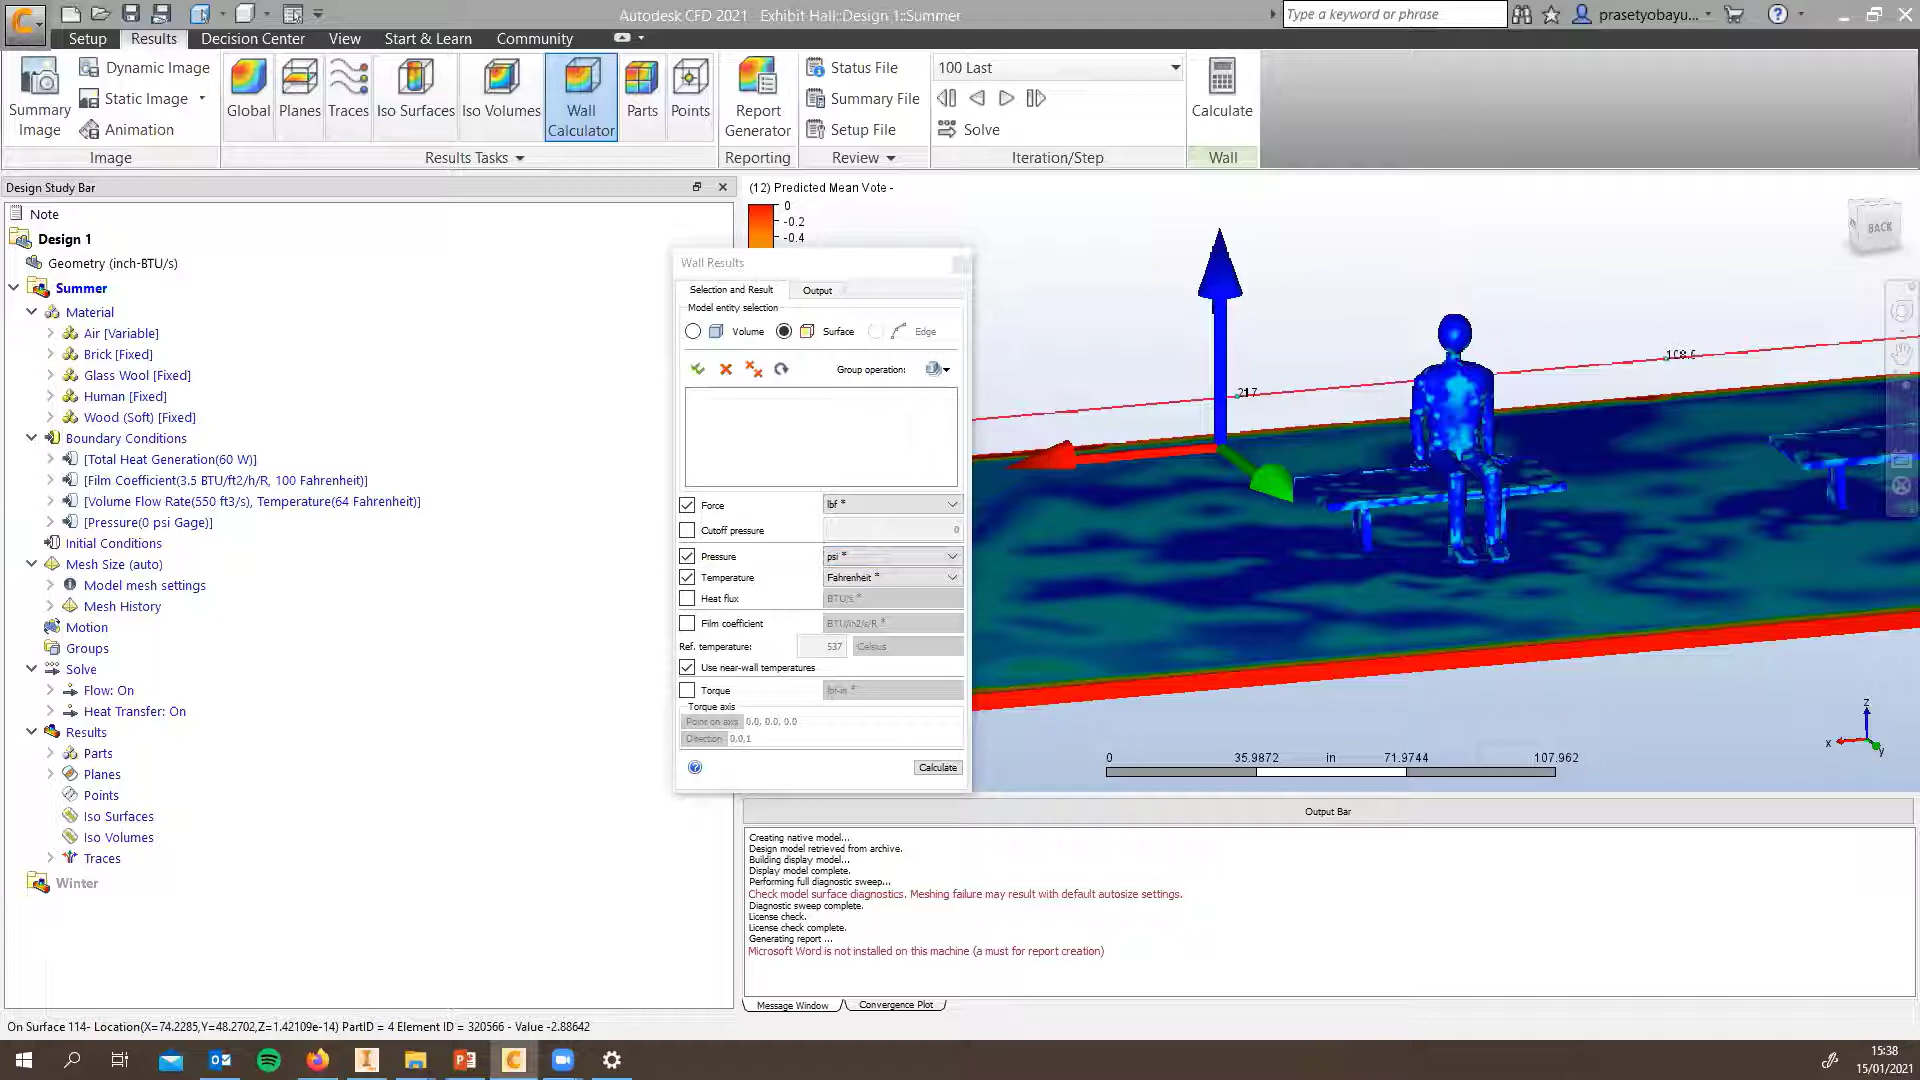 Autodesk CFD 2021   Exhibit Hall::Design 1::Summer
Type a keyword or phrase
prasetyobayu...
Setup
Results
Decision Center
View
Start & Learn
Community
Summary Image
Dynamic Image
Static Image
Animation
Image
Global
Planes
Traces
Iso Surfaces
Iso Volumes
Wall Calculator
Parts
Points
Results Tasks
Report Generator
Reporting
Status File
Summary File
Setup File
Review
100 Last
Solve
Iteration/Step
Calculate
Wall
Design Study Bar
Note
Design 1
Geometry (inch-BTU/s)
Summer
Material
Air [Variable]
Brick [Fixed]
Glass Wool [Fixed]
Human [Fixed]
Wood (Soft) [Fixed]
Boundary Conditions
[Total Heat Generation(60 W)]
[Film Coefficient(3.5 BTU/ft2/h/R, 100 Fahrenheit)]
[Volume Flow Rate(550 ft3/s), Temperature(64 Fahrenheit)]
[Pressure(0 psi Gage)]
Initial Conditions
Mesh Size (auto)
Model mesh settings
Mesh History
Motion
Groups
Solve
Flow: On
Heat Transfer: On
Results
Parts
Planes
Points
Iso Surfaces
Iso Volumes
Traces
Winter
(12) Predicted Mean Vote -
0
-0.2
-0.4
Wall Results
Selection and Result
Output
Model entity selection
Volume
Surface
Edge
Group operation:
Force
lbf *
Cutoff pressure
0
Pressure
psi *
Temperature
Fahrenheit *
Heat flux
BTU/s *
Film coefficient
BTU/in2/s/R *
Ref. temperature:
537
Celsius
Use near-wall temperatures
Torque
lbf-in *
Torque axis
Point on axis
0.0, 0.0, 0.0
Direction
0,0,1
Calculate
BACK
217
z
x
y
0
35.9872
in
71.9744
107.962
Output Bar
Creating native model...
Design model retrieved from archive.
Building display model...
Display model complete.
Performing full diagnostic sweep...
Check model surface diagnostics. Meshing failure may result with default autosize settings.
Diagnostic sweep complete.
License check.
License check complete.
Generating report ...
Microsoft Word is not installed on this machine (a must for report creation)
Message Window
Convergence Plot
On Surface 114- Location(X=74.2285,Y=48.2702,Z=1.42109e-14) PartID = 4 Element ID = 320566 - Value -2.88642
15:38
15/01/2021